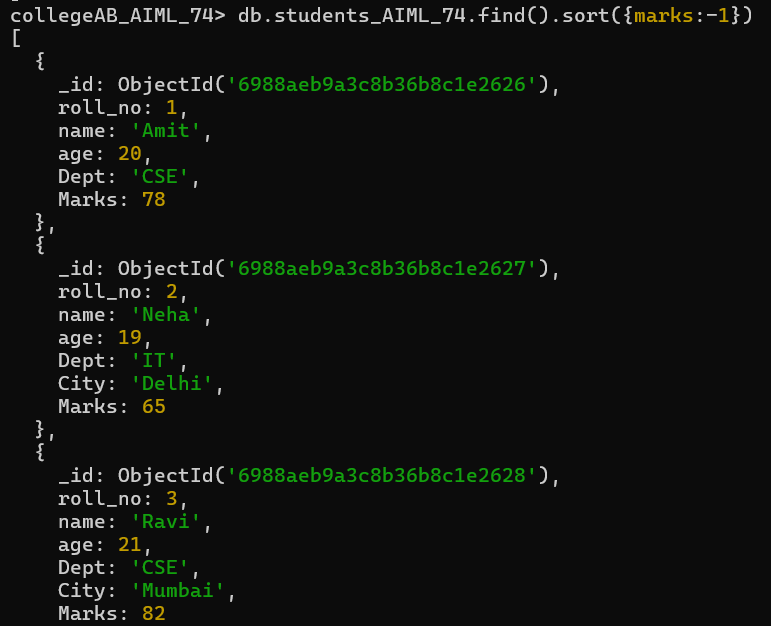 collegeAB_AIML_74> db.students_AIML_74.find().sort({marks:-1})
[
  {
    _id: ObjectId('6988aeb9a3c8b36b8c1e2626'),
    roll_no: 1,
    name: 'Amit',
    age: 20,
    Dept: 'CSE',
    Marks: 78
  },
  {
    _id: ObjectId('6988aeb9a3c8b36b8c1e2627'),
    roll_no: 2,
    name: 'Neha',
    age: 19,
    Dept: 'IT',
    City: 'Delhi',
    Marks: 65
  },
  {
    _id: ObjectId('6988aeb9a3c8b36b8c1e2628'),
    roll_no: 3,
    name: 'Ravi',
    age: 21,
    Dept: 'CSE',
    City: 'Mumbai',
    Marks: 82